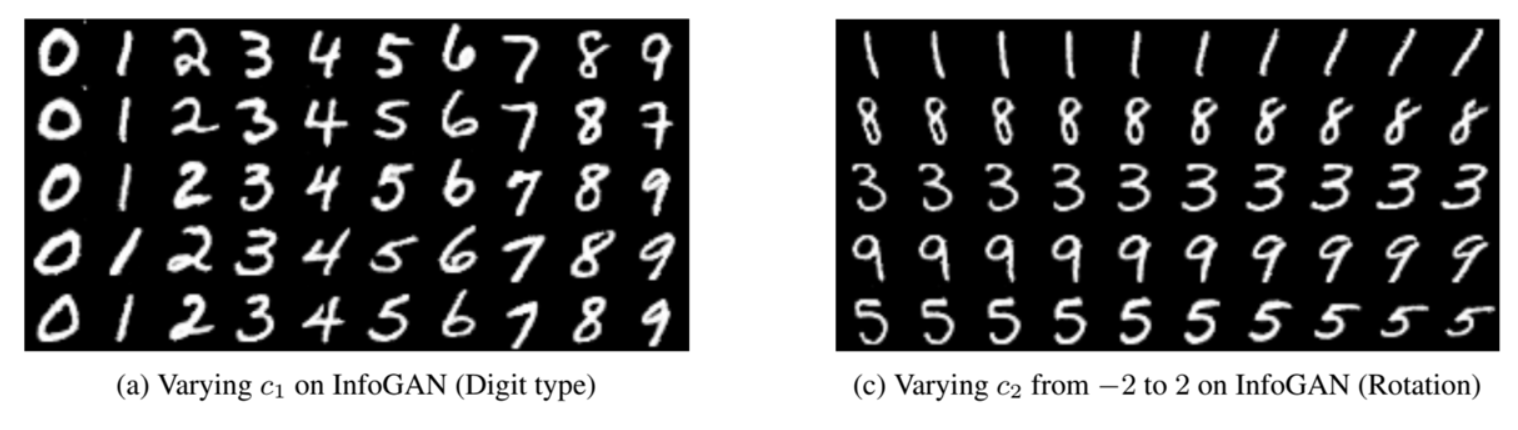 0 1 2 3 4 5 6 7 8 9
0 1 2 3 4 5 6 7 8 7
0 1 2 3 4 5 6 7 8 9
0 1 2 3 4 5 6 7 8 9
0 1 2 3 4 5 6 7 8 9
(a) Varying c₁ on InfoGAN (Digit type)
1 1 1 1 1 1 1 1 1 1
8 8 8 8 8 8 8 8 8 8
3 3 3 3 3 3 3 3 3 3
9 9 9 9 9 9 9 9 9 9
5 5 5 5 5 5 5 5 5 5
(c) Varying c₂ from −2 to 2 on InfoGAN (Rotation)